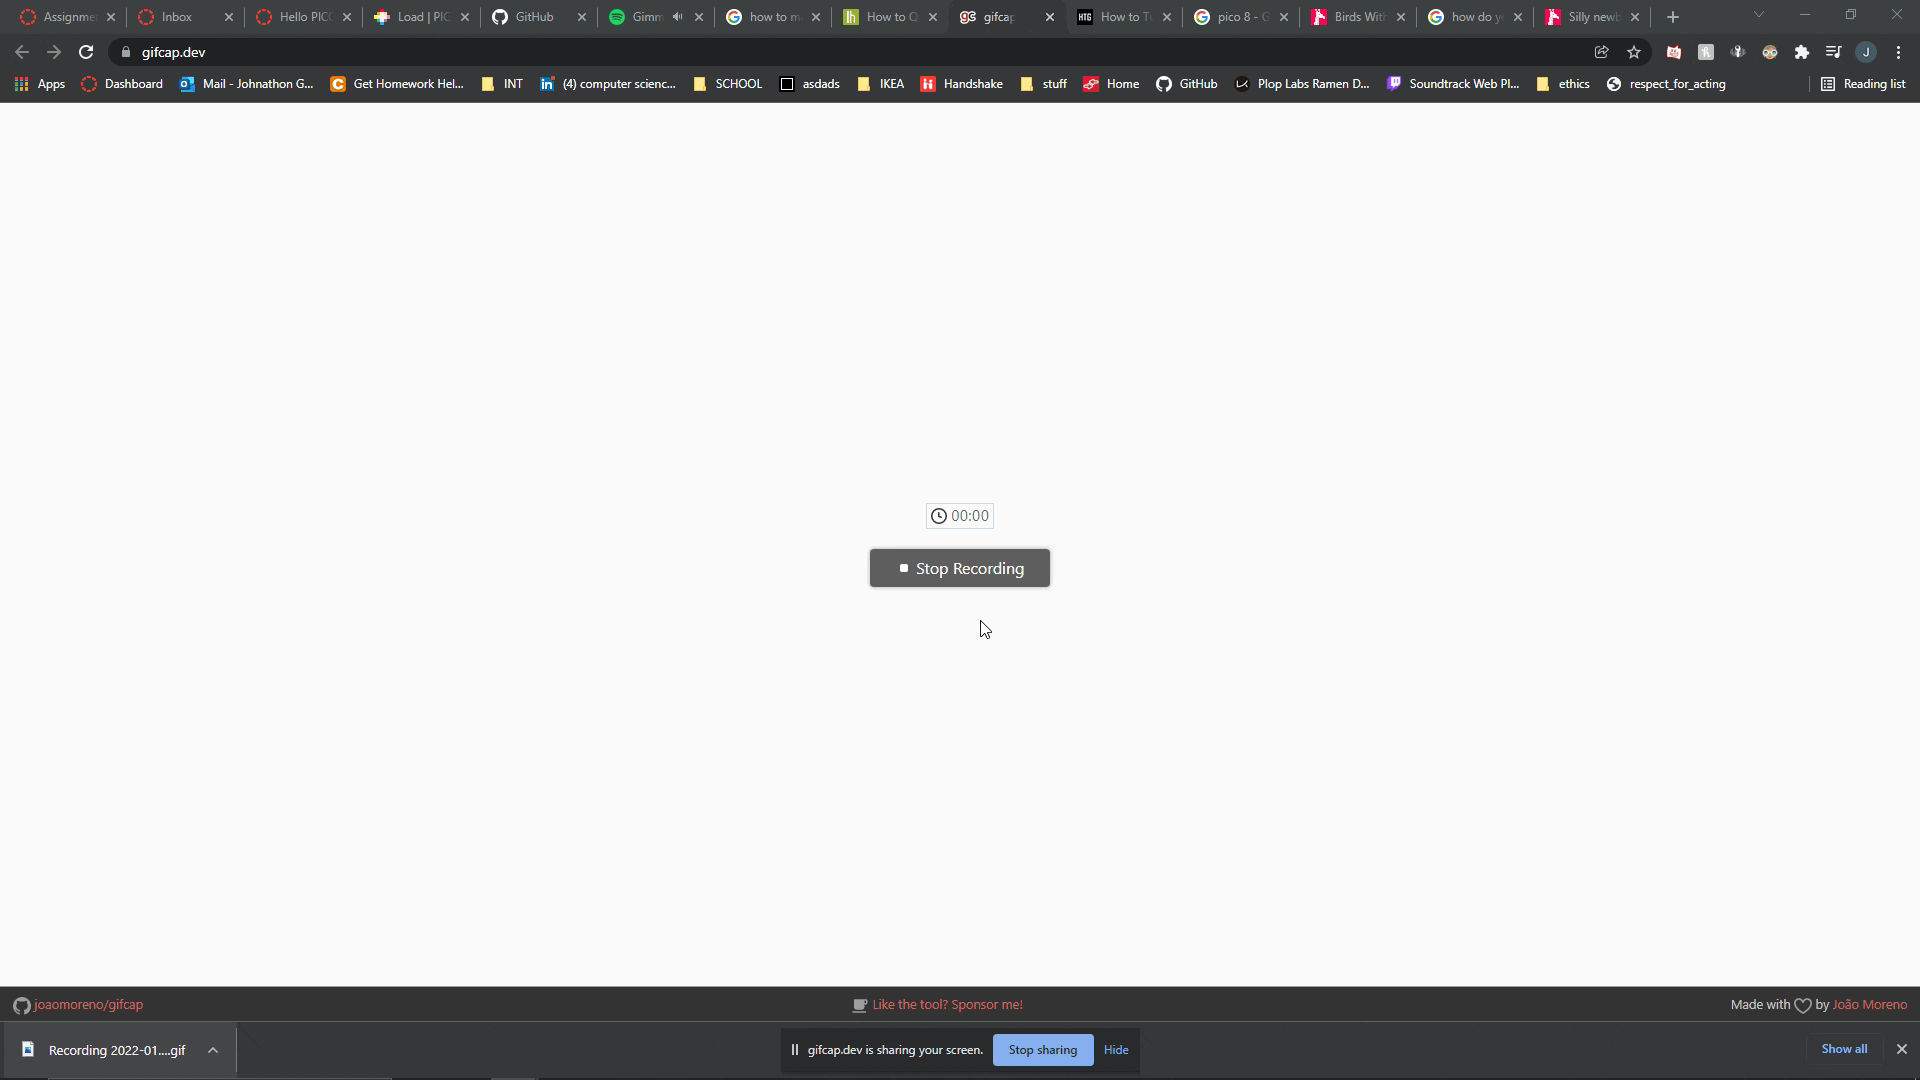 Assignme Inbox Hello PIC Load | PIC GitHub Gimm how to m How to Q gifcap HTG How to Tu pico 8 - G Birds With how do y Silly newb
gifcap.dev
Apps Dashboard Mail - Johnathon G... Get Homework Hel... INT (4) computer scienc... SCHOOL asdads IKEA Handshake stuff Home GitHub Plop Labs Ramen D... Soundtrack Web Pl... ethics respect_for_acting Reading list
00:00
Stop Recording
joaomoreno/gifcap Like the tool? Sponsor me! Made with by João Moreno
Recording 2022-01....gif gifcap.dev is sharing your screen. Stop sharing Hide Show all